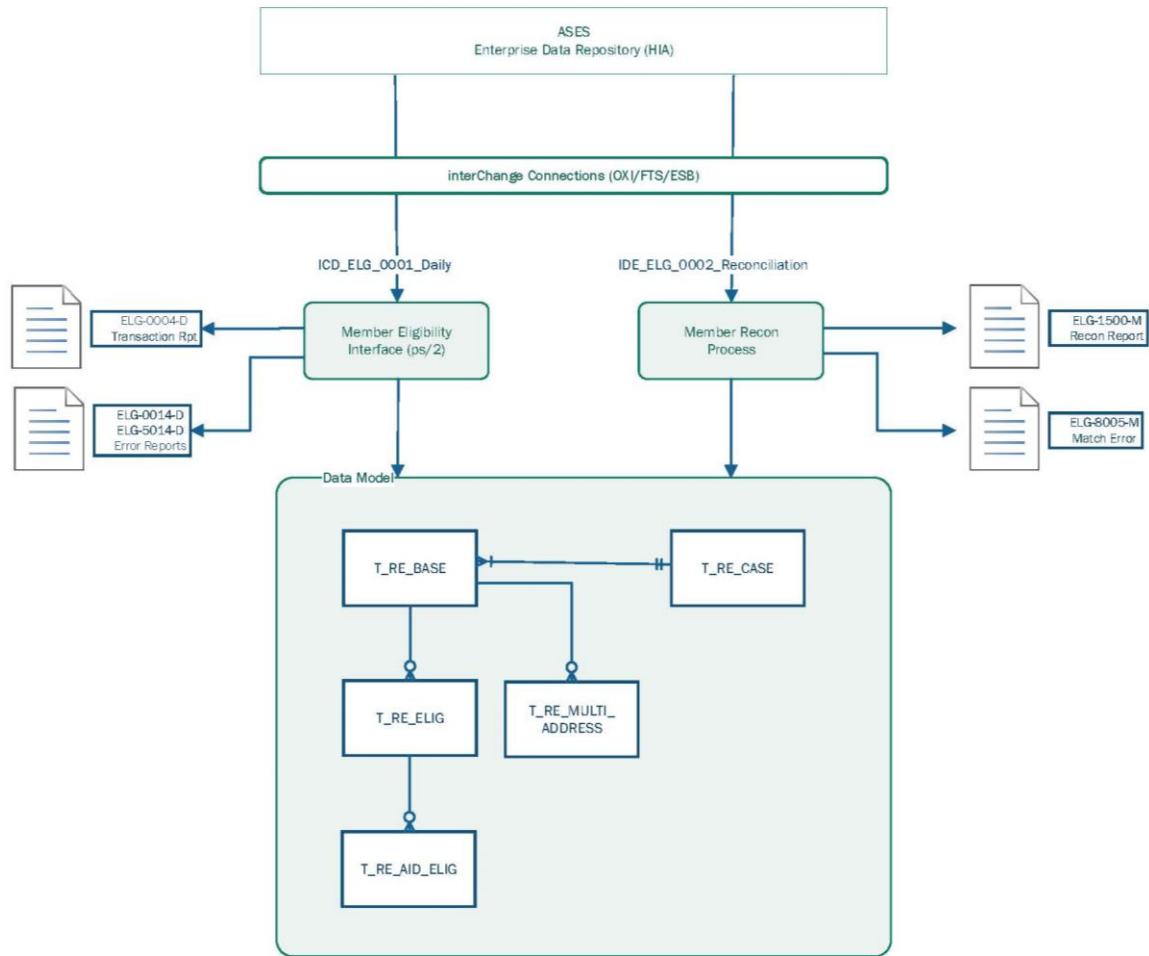 ASES
Enterprise Data Repository (HIA)
interChange Connections (OXI/FTS/ESB)
ICD_ELG_0001_Daily
IDE_ELG_0002_Reconciliation
ELG-0004-D
Transaction Rpt
Member Eligibility
Interface (ps/2)
Member Recon
Process
ELG-1500-M
Recon Report
ELG-0014-D
ELG-5014-D
Error Reports
ELG-8005-M
Match Error
Data Model
T_RE_BASE
T_RE_CASE
T_RE_ELIG
T_RE_MULTI_
ADDRESS
T_RE_AID_ELIG